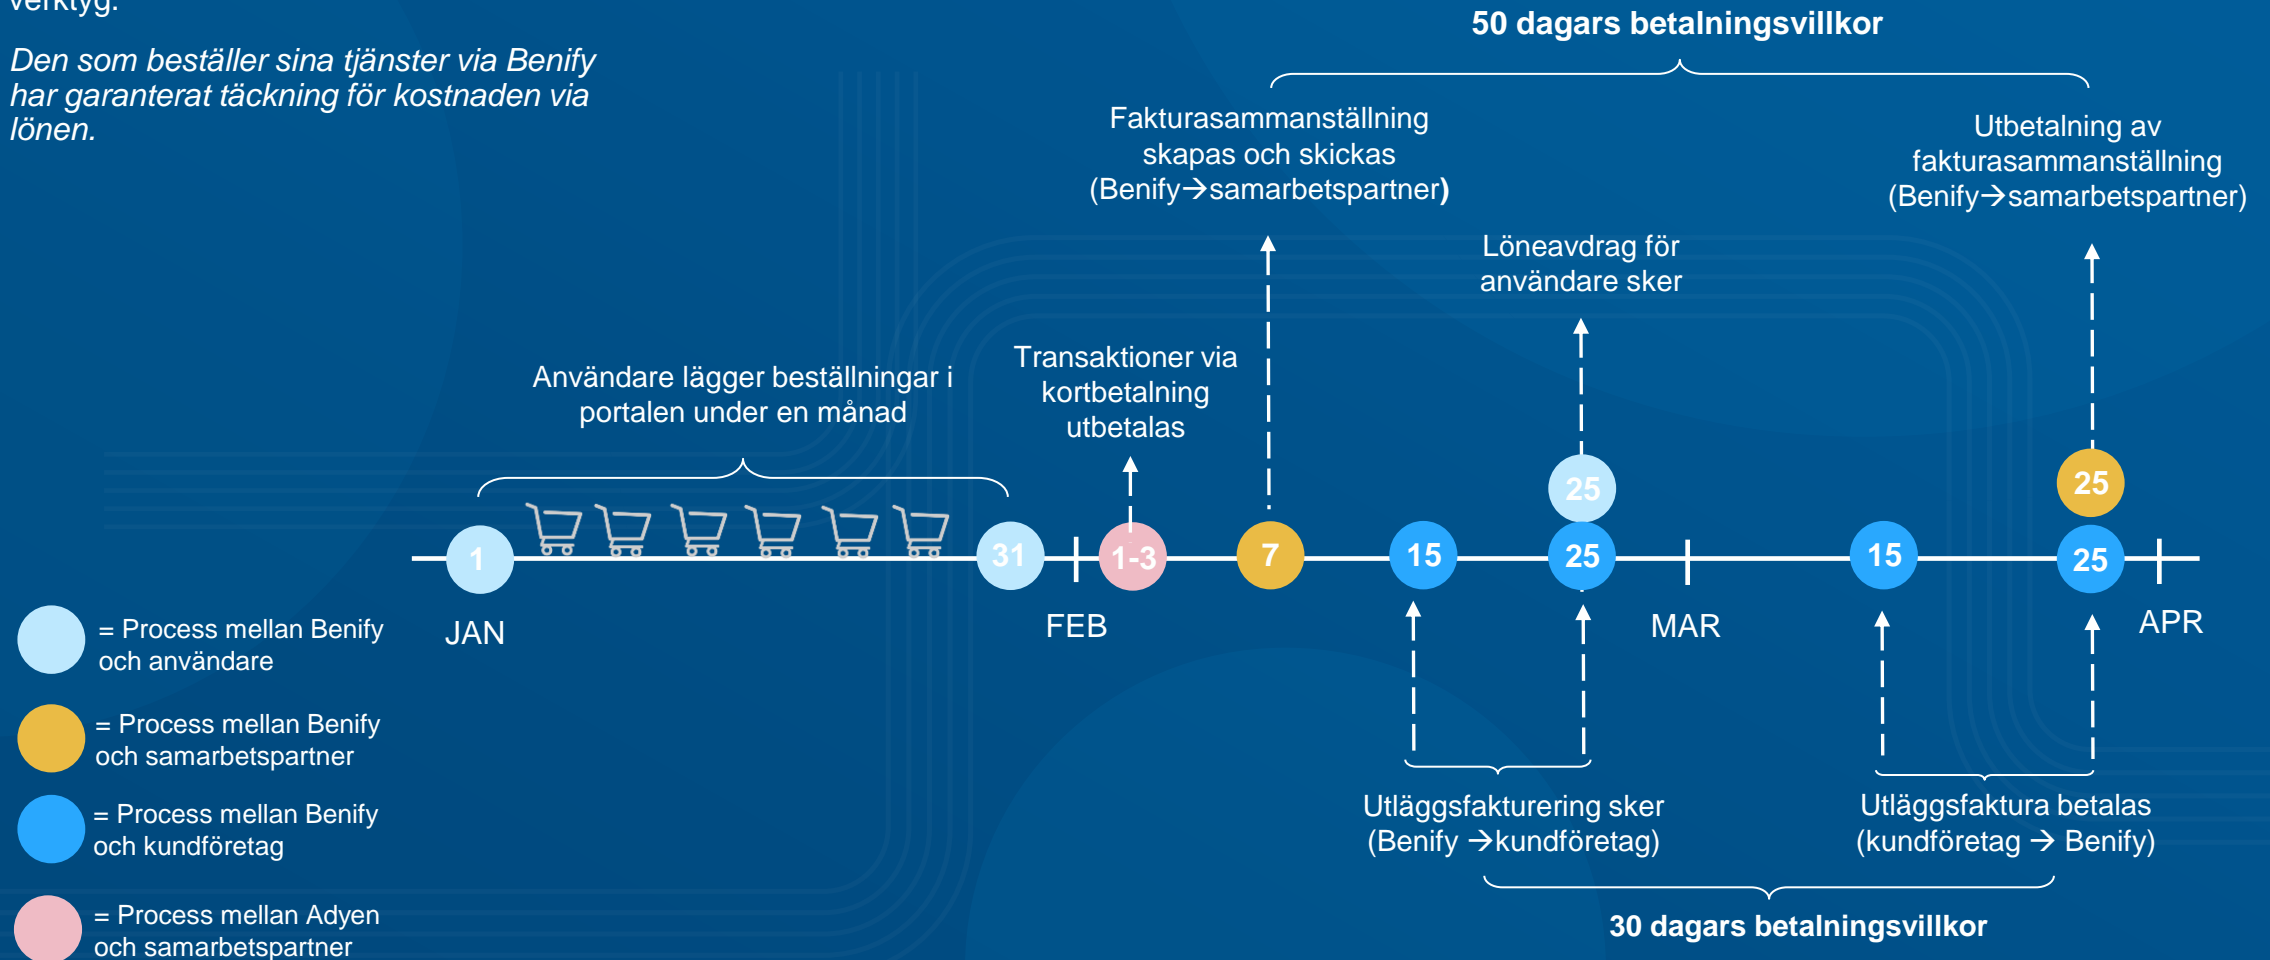 verktyg.
Den som beställer sina tjänster via Benify
har garanterat täckning för kostnaden via
lönen.
50 dagars betalningsvillkor
Fakturasammanställning
skapas och skickas
(Benify→samarbetspartner)
Utbetalning av
fakturasammanställning
(Benify→samarbetspartner)
Löneavdrag för
användare sker
Transaktioner via
kortbetalning
utbetalas
Användare lägger beställningar i
portalen under en månad
25
25
1
31
1-3
7
15
25
15
25
JAN
FEB
MAR
APR
= Process mellan Benify
och användare
= Process mellan Benify
och samarbetspartner
= Process mellan Benify
och kundföretag
= Process mellan Adyen
och samarbetspartner
Utläggsfakturering sker
(Benify →kundföretag)
Utläggsfaktura betalas
(kundföretag → Benify)
30 dagars betalningsvillkor